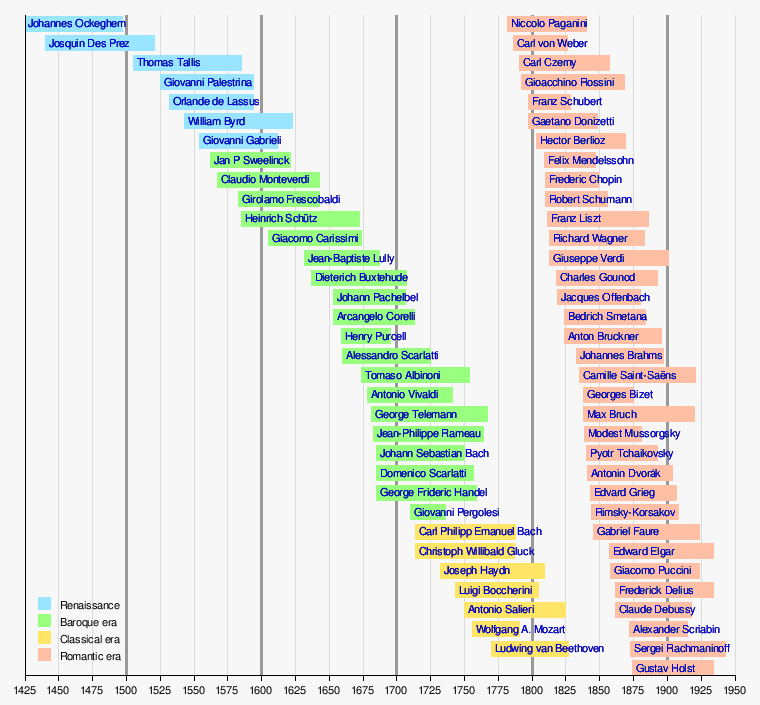 Johannes Ockeghem
Josquin Des Prez
Thomas Tallis
Giovanni Palestrina
Orlande de Lassus
William Byrd
Giovanni Gabrieli
Jan P Sweelinck
Claudio Monteverdi
Girolamo Frescobaldi
Heinrich Schütz
Giacomo Carissimi
Jean-Baptiste Lully
Dieterich Buxtehude
Johann Pachelbel
Arcangelo Corelli
Henry Purcell
Alessandro Scarlatti
Tomaso Albinoni
Antonio Vivaldi
George Telemann
Jean-Philippe Rameau
Johann Sebastian Bach
Domenico Scarlatti
George Frideric Handel
Giovanni Pergolesi
Carl Philipp Emanuel Bach
Christoph Willibald Gluck
Joseph Haydn
Luigi Boccherini
Antonio Salieri
Wolfgang A. Mozart
Ludwing van Beethoven
Niccolo Paganini
Carl von Weber
Carl Czerny
Gioacchino Rossini
Franz Schubert
Gaetano Donizetti
Hector Berlioz
Felix Mendelssohn
Frederic Chopin
Robert Schumann
Franz Liszt
Richard Wagner
Giuseppe Verdi
Charles Gounod
Jacques Offenbach
Bedrich Smetana
Anton Bruckner
Johannes Brahms
Camille Saint-Saëns
Georges Bizet
Max Bruch
Modest Mussorgsky
Pyotr Tchaikovsky
Antonin Dvorák
Edvard Grieg
Rimsky-Korsakov
Gabriel Faure
Edward Elgar
Giacomo Puccini
Frederick Delius
Claude Debussy
Alexander Scriabin
Sergei Rachmaninoff
Gustav Holst
Renaissance
Baroque era
Classical era
Romantic era
1425 1450 1475 1500 1525 1550 1575 1600 1625 1650 1675 1700 1725 1750 1775 1800 1825 1850 1875 1900 1925 1950